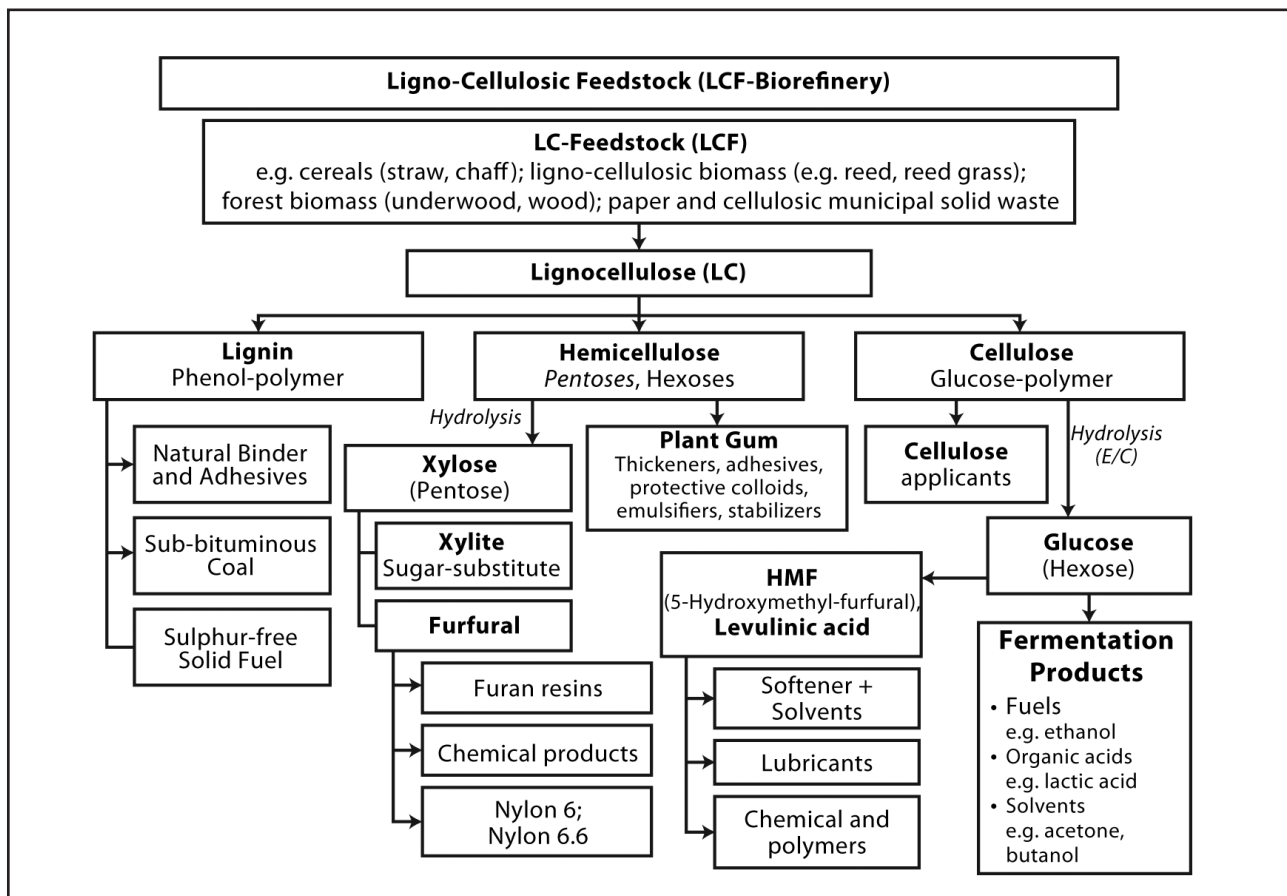 Ligno-Cellulosic Feedstock (LCF-Biorefinery)
LC-Feedstock (LCF)
e.g. cereals (straw, chaff); ligno-cellulosic biomass (e.g. reed, reed grass);
forest biomass (underwood, wood); paper and cellulosic municipal solid waste
Lignocellulose (LC)
Lignin
Phenol-polymer
Hemicellulose
Pentoses, Hexoses
Cellulose
Glucose-polymer
Hydrolysis
Hydrolysis
(E/C)
Natural Binder
and Adhesives
Sub-bituminous
Coal
Sulphur-free
Solid Fuel
Xylose
(Pentose)
Xylite
Sugar-substitute
Furfural
Furan resins
Chemical products
Nylon 6;
Nylon 6.6
Plant Gum
Thickeners, adhesives,
protective colloids,
emulsifiers, stabilizers
Cellulose
applicants
Glucose
(Hexose)
HMF
(5-Hydroxymethyl-furfural),
Levulinic acid
Softener +
Solvents
Lubricants
Chemical and
polymers
Fermentation
Products
• Fuels
e.g. ethanol
• Organic acids
e.g. lactic acid
• Solvents
e.g. acetone,
butanol